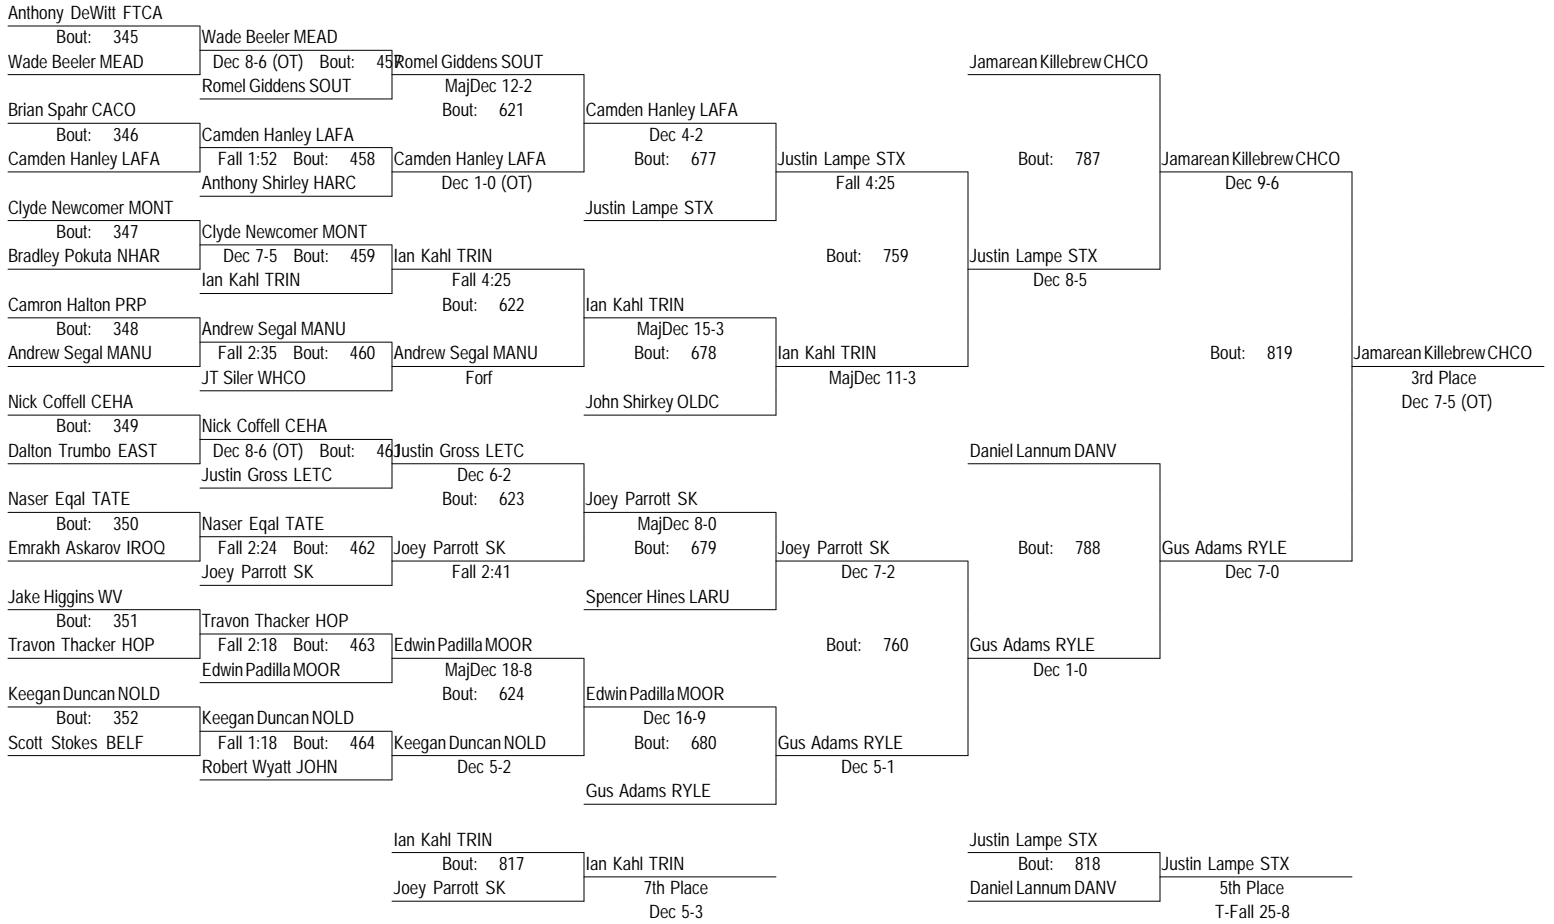 Anthony DeWitt FTCA
Bout: 345
Wade Beeler MEAD
Wade Beeler MEAD
Dec 8-6 (OT) Bout: 457
Romel Giddens SOUT
Romel Giddens SOUT
MajDec 12-2
Bout: 621
Brian Spahr CACO
Bout: 346
Camden Hanley LAFA
Camden Hanley LAFA
Fall 1:52 Bout: 458
Anthony Shirley HARC
Camden Hanley LAFA
Dec 1-0 (OT)
Camden Hanley LAFA
Dec 4-2
Bout: 677
Justin Lampe STX
Justin Lampe STX
Fall 4:25
Clyde Newcomer MONT
Bout: 347
Bradley Pokuta NHAR
Clyde Newcomer MONT
Dec 7-5 Bout: 459
Ian Kahl TRIN
Ian Kahl TRIN
Fall 4:25
Bout: 622
Camron Halton PRP
Bout: 348
Andrew Segal MANU
Andrew Segal MANU
Fall 2:35 Bout: 460
JT Siler WHCO
Andrew Segal MANU
Forf
Ian Kahl TRIN
MajDec 15-3
Bout: 678
John Shirkey OLDC
Ian Kahl TRIN
MajDec 11-3
Bout: 759
Justin Lampe STX
Dec 8-5
Jamarean Killebrew CHCO
Bout: 787
Jamarean Killebrew CHCO
Dec 9-6
Nick Coffell CEHA
Bout: 349
Dalton Trumbo EAST
Nick Coffell CEHA
Dec 8-6 (OT) Bout: 461
Justin Gross LETC
Justin Gross LETC
Dec 6-2
Bout: 623
Naser Eqal TATE
Bout: 350
Emrakh Askarov IROQ
Naser Eqal TATE
Fall 2:24 Bout: 462
Joey Parrott SK
Joey Parrott SK
Fall 2:41
Joey Parrott SK
MajDec 8-0
Bout: 679
Spencer Hines LARU
Joey Parrott SK
Dec 7-2
Jake Higgins WV
Bout: 351
Travon Thacker HOP
Travon Thacker HOP
Fall 2:18 Bout: 463
Edwin Padilla MOOR
Edwin Padilla MOOR
MajDec 18-8
Bout: 624
Keegan Duncan NOLD
Bout: 352
Scott Stokes BELF
Keegan Duncan NOLD
Fall 1:18 Bout: 464
Robert Wyatt JOHN
Keegan Duncan NOLD
Dec 5-2
Edwin Padilla MOOR
Dec 16-9
Bout: 680
Gus Adams RYLE
Gus Adams RYLE
Dec 5-1
Bout: 760
Gus Adams RYLE
Dec 1-0
Daniel Lannum DANV
Bout: 788
Gus Adams RYLE
Dec 7-0
Bout: 819
Jamarean Killebrew CHCO
3rd Place
Dec 7-5 (OT)
Ian Kahl TRIN
Bout: 817
Joey Parrott SK
Ian Kahl TRIN
7th Place
Dec 5-3
Justin Lampe STX
Bout: 818
Daniel Lannum DANV
Justin Lampe STX
5th Place
T-Fall 25-8